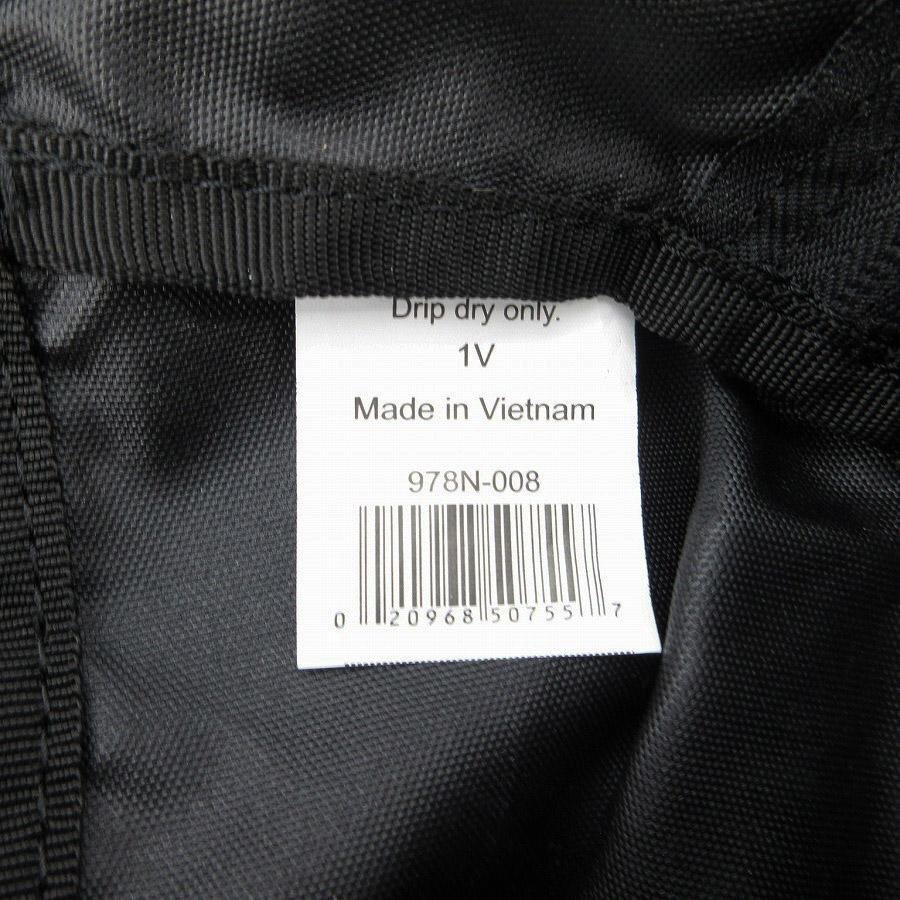 Drip dry only.
1V
Made in Vietnam
978N-008
0 20968 50755 7